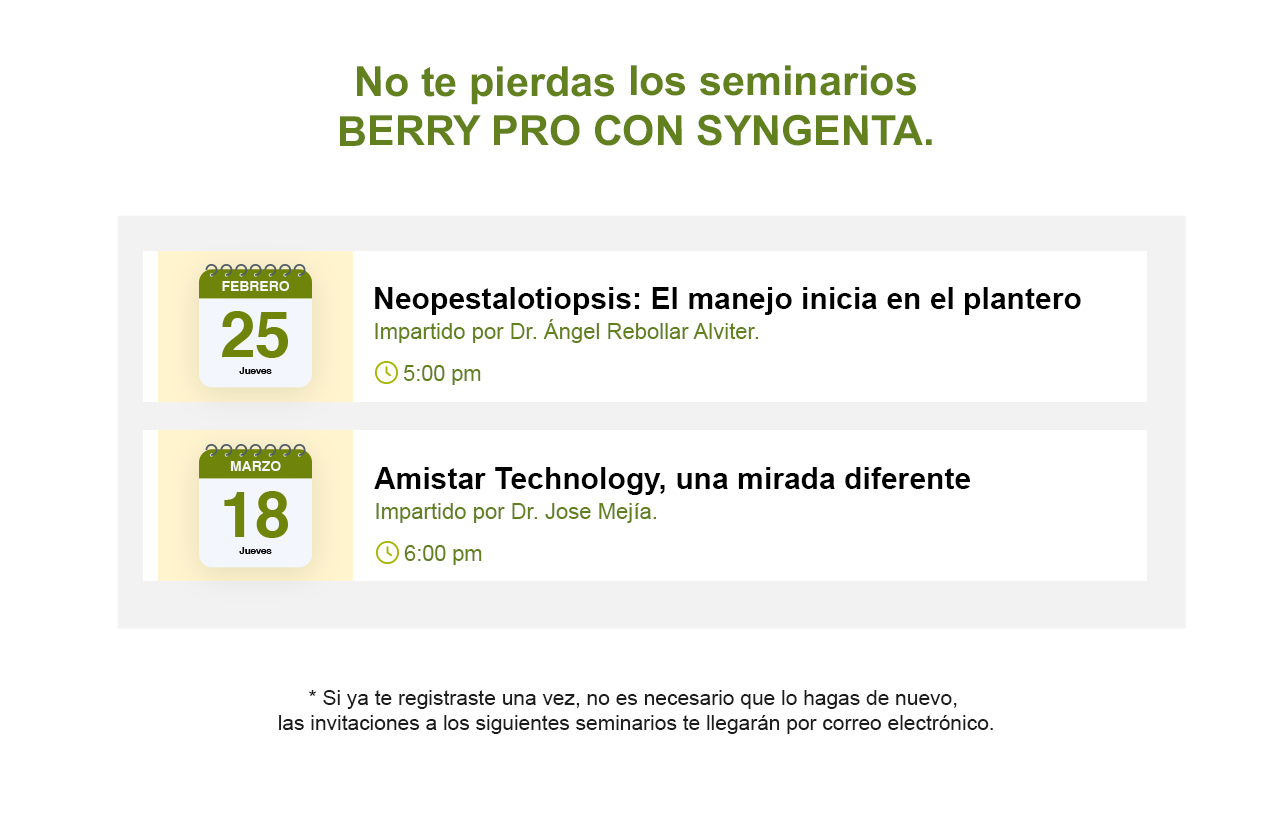 No te pierdas los seminarios
BERRY PRO CON SYNGENTA.
FEBRERO
25
Jueves
Neopestalotiopsis: El manejo inicia en el plantero
Impartido por Dr. Ángel Rebollar Alviter.
5:00 pm
MARZO
18
Jueves
Amistar Technology, una mirada diferente
Impartido por Dr. Jose Mejía.
6:00 pm
* Si ya te registraste una vez, no es necesario que lo hagas de nuevo,
las invitaciones a los siguientes seminarios te llegarán por correo electrónico.